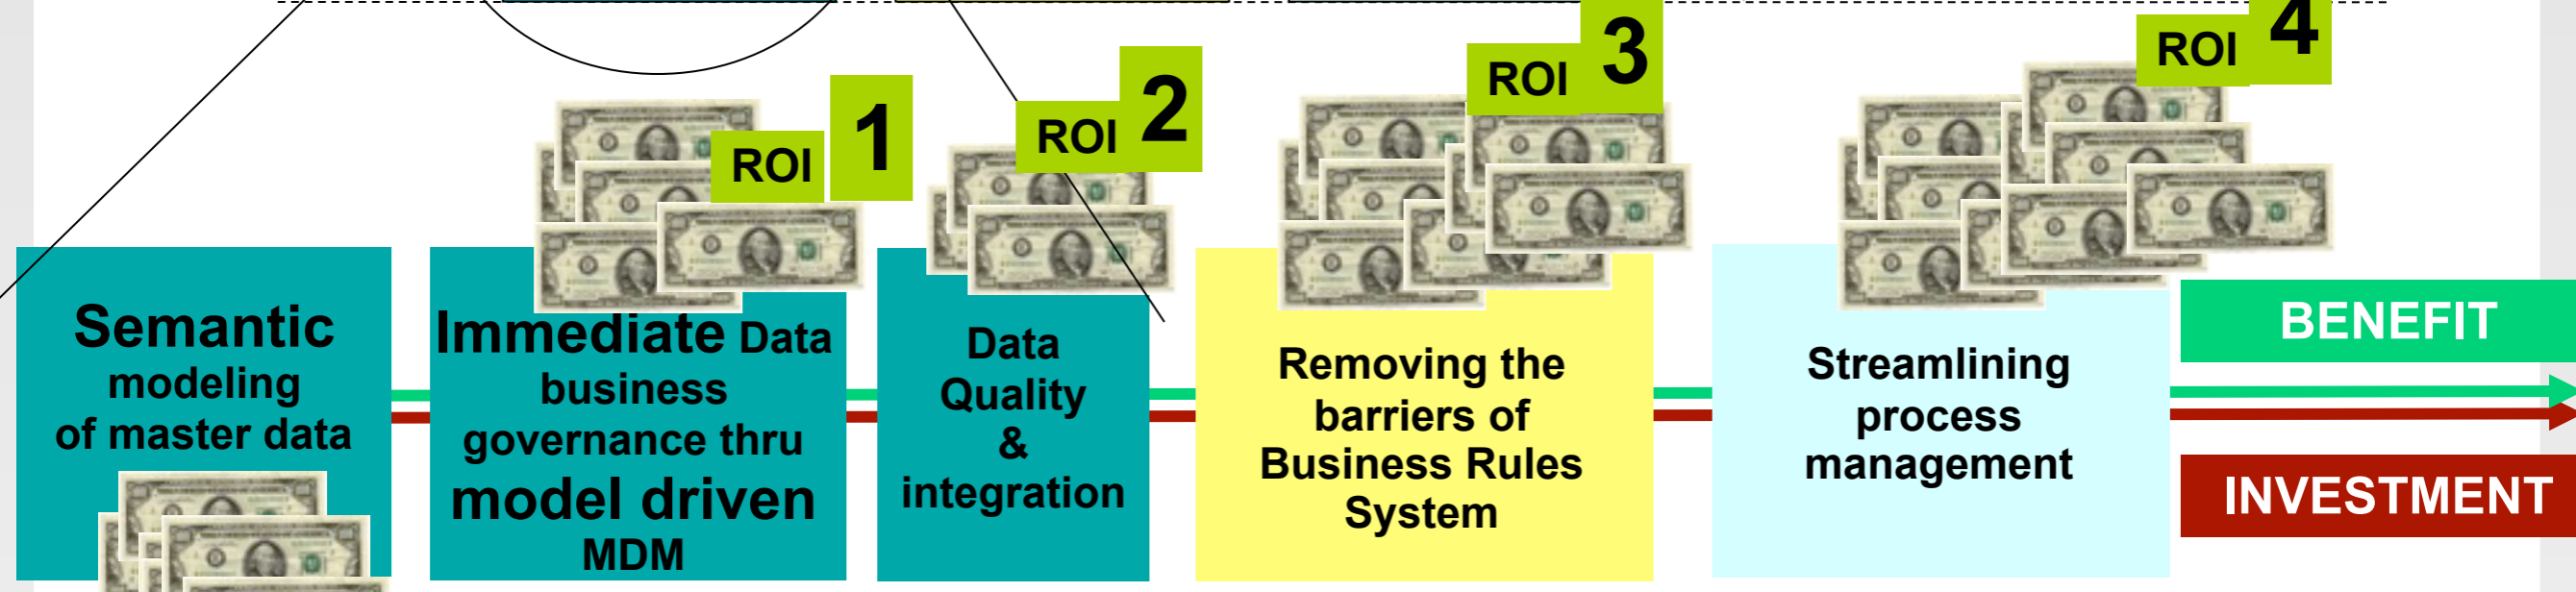 ROI 1
ROI 2
ROI 3
ROI 4
Semantic
modeling
of master data
Immediate Data
business
governance thru
model driven
MDM
Data
Quality
&
integration
Removing the
barriers of
Business Rules
System
Streamlining
process
management
BENEFIT
INVESTMENT